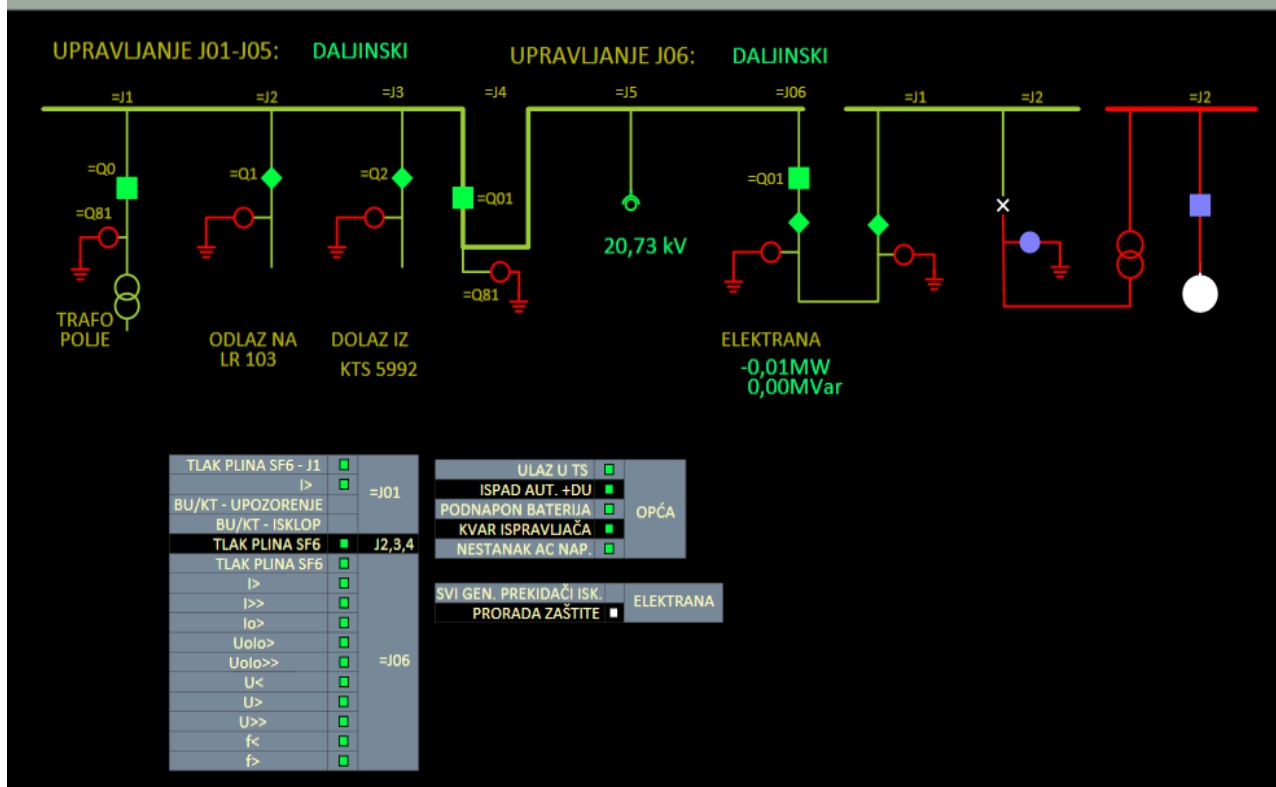 UPRAVLJANJE J01-J05: DALJINSKI
UPRAVLJANJE J06: DALJINSKI
=J1
=J2
=J3
=J4
=J5
=J06
=J1
=J2
=J2
=Q0
=Q1
=Q2
=Q01
=Q01
=Q81
20,73 kV
=Q81
TRAFO
POLJE
ODLAZ NA
LR 103
DOLAZ IZ
KTS 5992
ELEKTRANA
-0,01MW
0,00MVar
TLAK PLINA SF6 - J1
I>
BU/KT - UPOZORENJE
BU/KT - ISKLOP
=J01
TLAK PLINA SF6 J2,3,4
TLAK PLINA SF6
I>
I>>
Io>
Uolo>
Uolo>>
U<
U>
U>>
f<
f>
=J06
ULAZ U TS
ISPAD AUT. +DU
PODNAPON BATERIJA
KVAR ISPRAVLJAČA
NESTANAK AC NAP.
OPĆA
SVI GEN. PREKIDAČI ISK.
PRORADA ZAŠTITE
ELEKTRANA